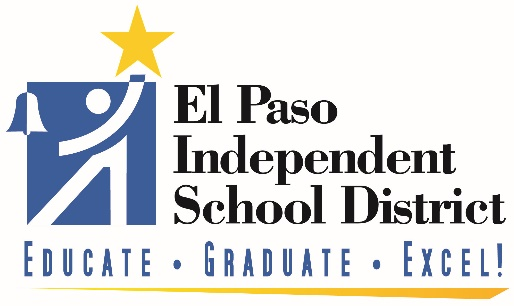 El Paso
Independent
School District
EDUCATE • GRADUATE • EXCEL!